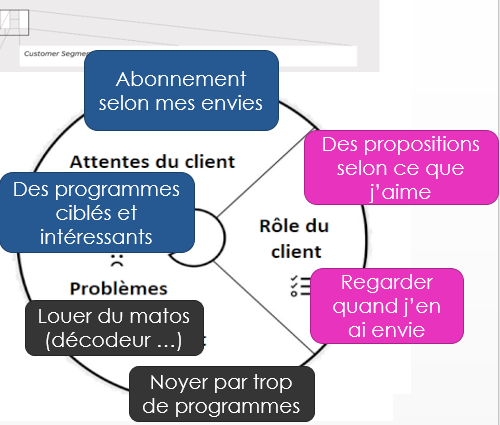 Customer Segme
Abonnement
selon mes envies
Attentes du client
Des propositions
selon ce que
j'aime
Des programmes
ciblés et
intéressants
Rôle du
client
Problèmes
Regarder
quand j'en
ai envie
Louer du matos
(décodeur ...)
Noyer par trop
de programmes